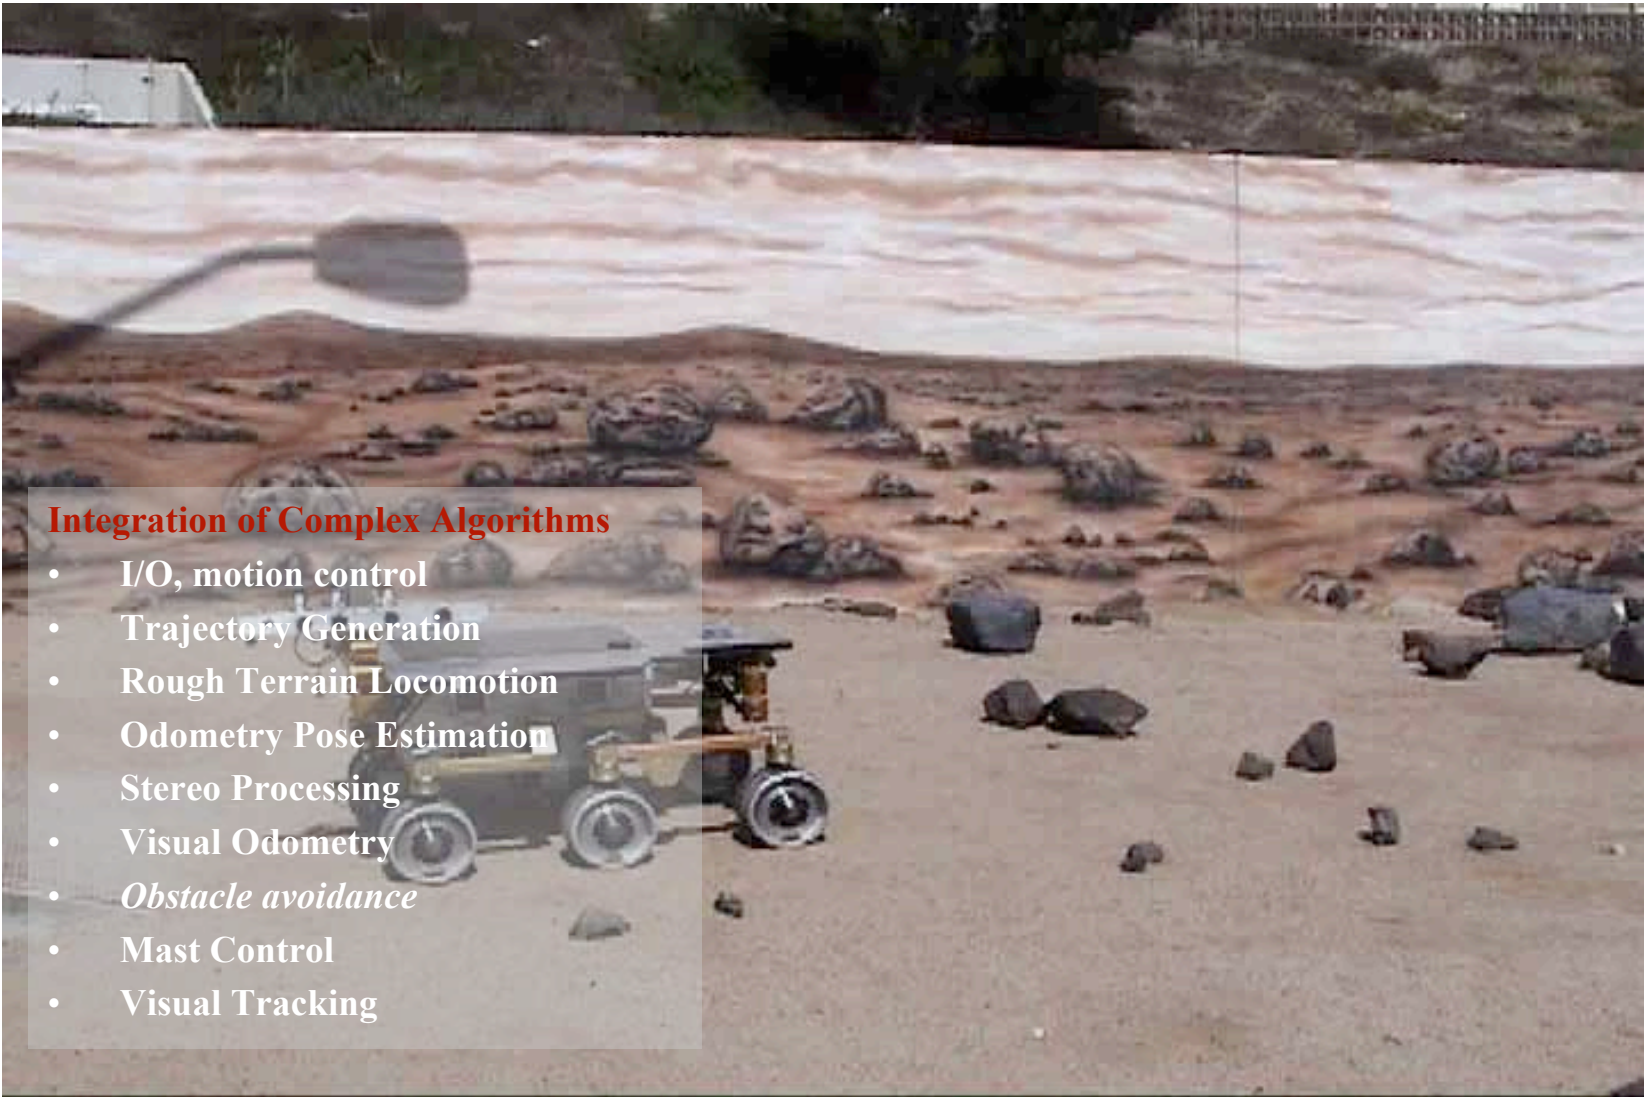 Integration of Complex Algorithms
• I/O, motion control
• Trajectory Generation
• Rough Terrain Locomotion
• Odometry Pose Estimation
• Stereo Processing
• Visual Odometry
• Obstacle avoidance
• Mast Control
• Visual Tracking